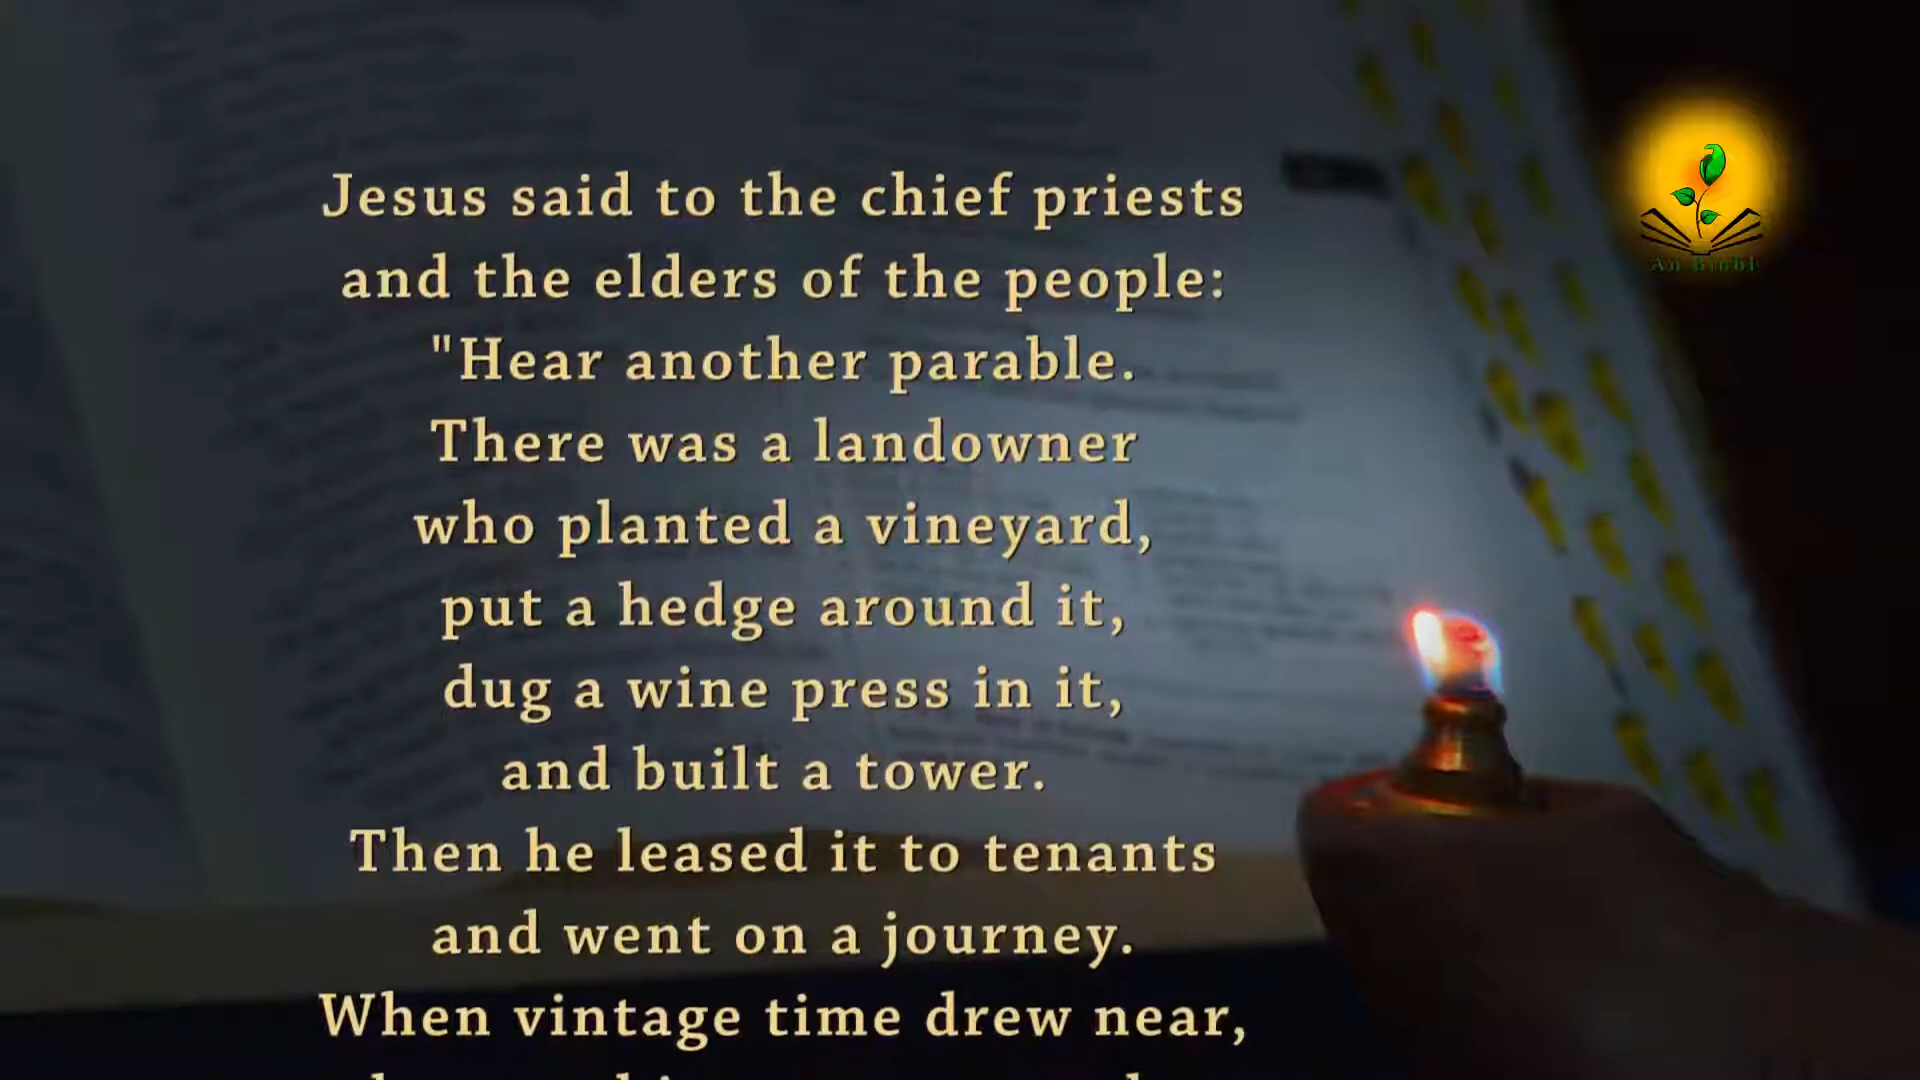 Jesus said to the chief priests
and the elders of the people:
"Hear another parable.
There was a landowner
who planted a vineyard,
put a hedge around it,
dug a wine press in it,
and built a tower.
Then he leased it to tenants
and went on a journey.
When vintage time drew near,